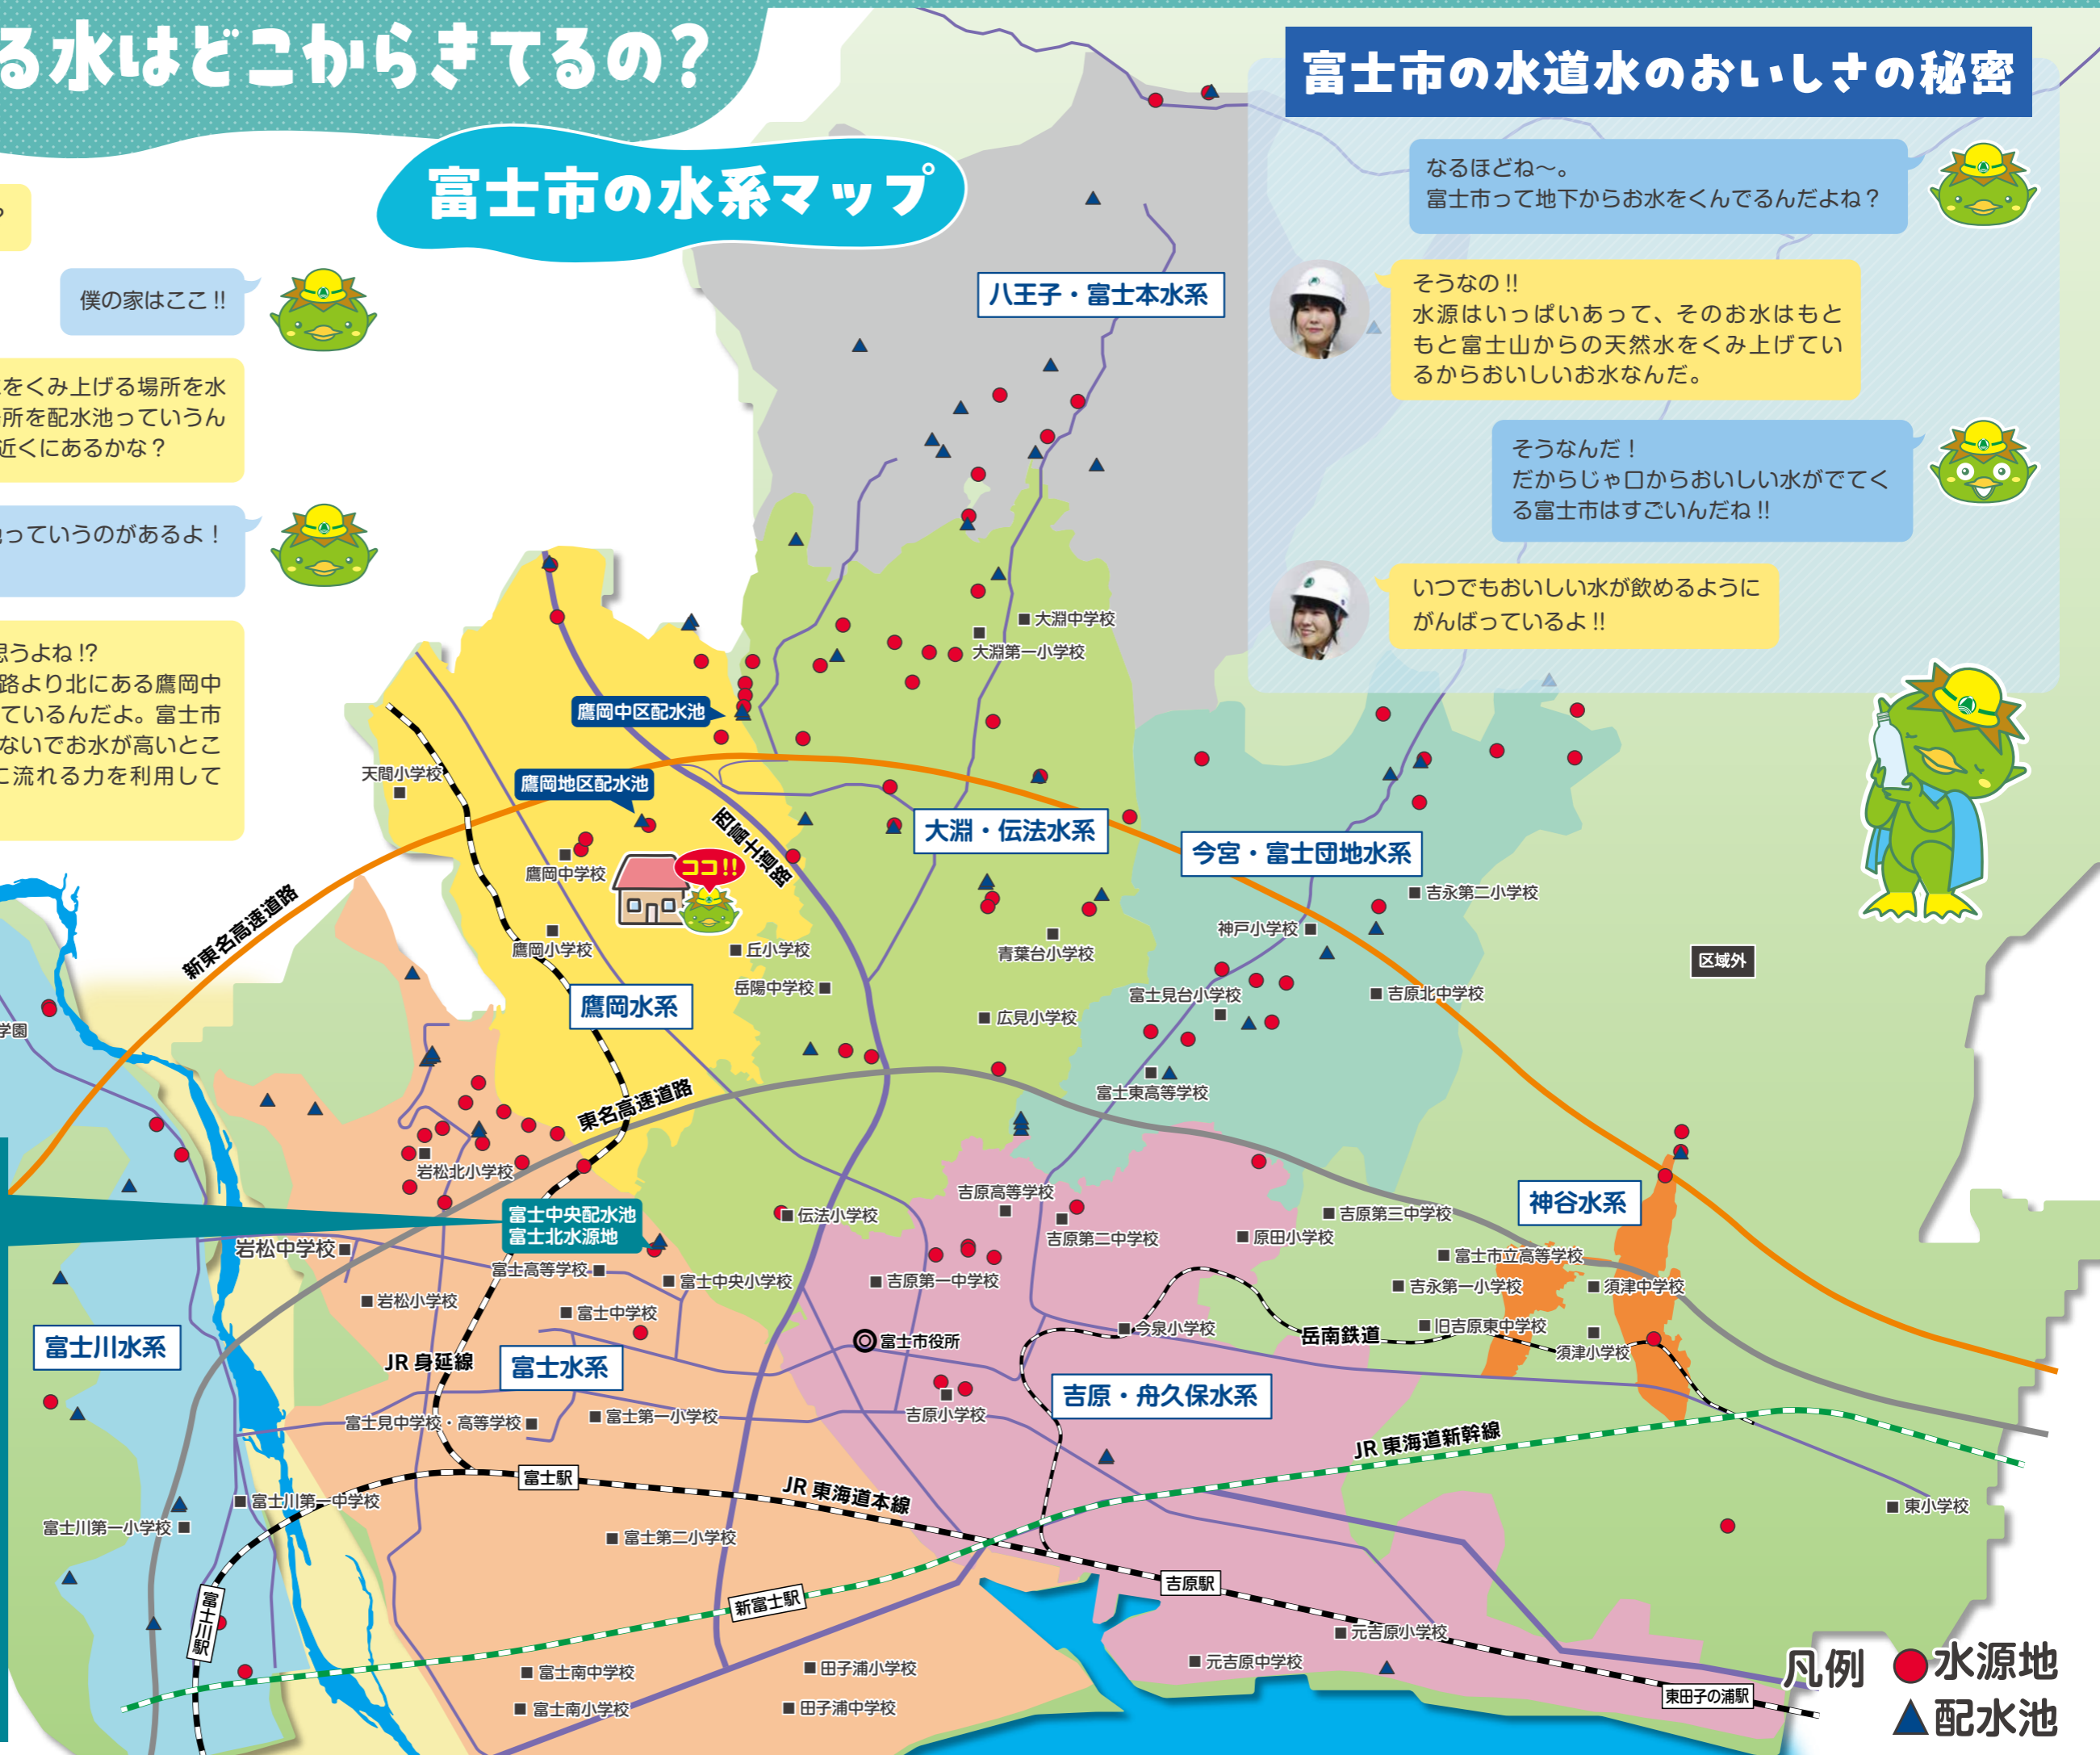 る水はどこからきてるの？
富士市の水系マップ
？
僕の家はここ!!
をくみ上げる場所を水
所を配水池っていうん
近くにあるかな？
っていうのがあるよ！
思うよね!?
路より北にある鷹岡中
ているんだよ。富士市
ないでお水が高いとこ
に流れる力を利用して
富士市の水道水のおいしさの秘密
なるほどね～。
富士市って地下からお水をくんでるんだよね？
そうなの!!
水源はいっぱいあって、そのお水はもと
もと富士山からの天然水をくみ上げてい
るからおいしいお水なんだ。
そうなんだ！
だからじゃ口からおいしい水がでてく
る富士市はすごいんだね!!
いつでもおいしい水が飲めるように
がんばっているよ!!
八王子・富士本水系
大淵中学校
大淵第一小学校
鷹岡中区配水池
天間小学校
鷹岡地区配水池
西富士道路
大淵・伝法水系
今宮・富士団地水系
鷹岡中学校
ココ!!
吉永第二小学校
新東名高速道路
鷹岡小学校
丘小学校
青葉台小学校
神戸小学校
区域外
岳陽中学校
鷹岡水系
広見小学校
富士見台小学校
吉原北中学校
学園
東名高速道路
富士東高等学校
岩松北小学校
吉原高等学校
神谷水系
富士中央配水池
富士北水源地
伝法小学校
吉原第二中学校
原田小学校
吉原第三中学校
岩松中学校
富士高等学校
富士中央小学校
吉原第一中学校
富士市立高等学校
吉永第一小学校
須津中学校
岩松小学校
富士中学校
富士市役所
今泉小学校
岳南鉄道
旧吉原東中学校
須津小学校
富士川水系
JR 身延線
富士水系
吉原・舟久保水系
富士見中学校・高等学校
富士第一小学校
吉原小学校
JR 東海道新幹線
富士駅
JR 東海道本線
富士川第一中学校
富士川第一小学校
富士第二小学校
東小学校
富士川駅
新富士駅
吉原駅
元吉原小学校
元吉原中学校
富士南中学校
田子浦小学校
富士南小学校
田子浦中学校
東田子の浦駅
凡例
水源地
配水池